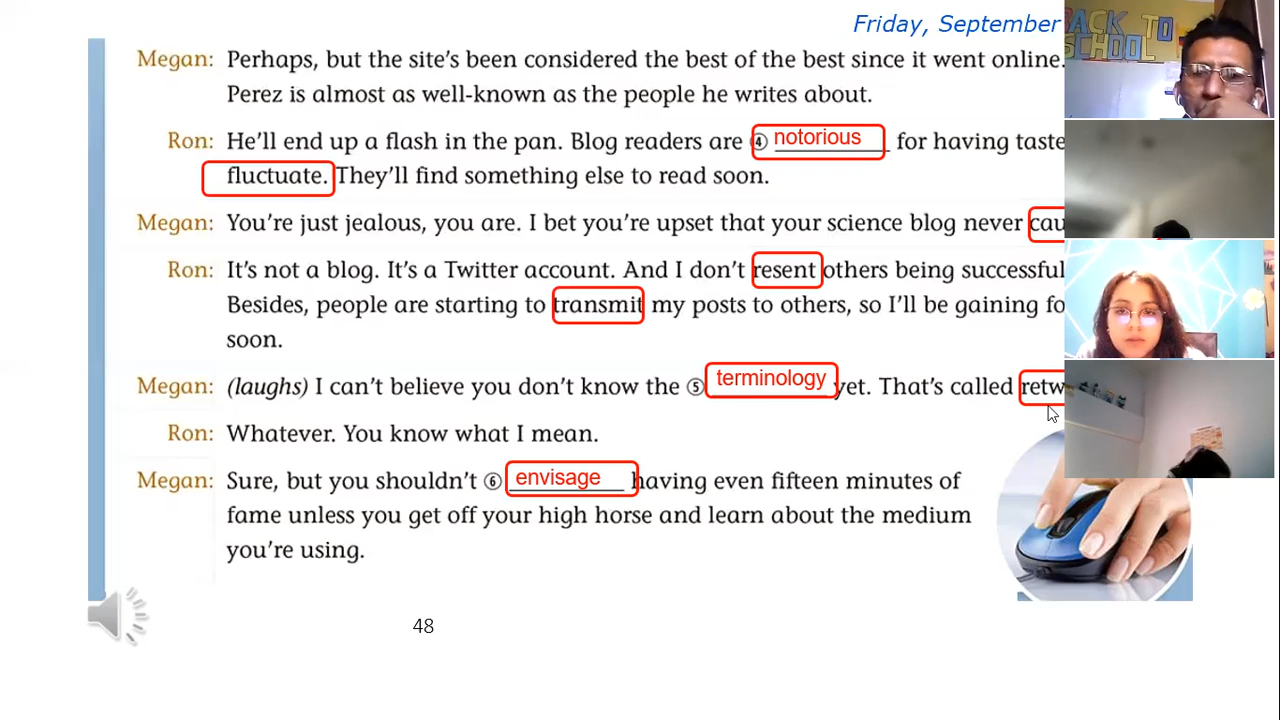 Friday, September
BACK TO
SCHOOL
Megan: Perhaps, but the site's been considered the best of the best since it went online.
Perez is almost as well-known as the people he writes about.
Ron: He'll end up a flash in the pan. Blog readers are ④ notorious for having taste
fluctuate. They'll find something else to read soon.
Megan: You're just jealous, you are. I bet you're upset that your science blog never cau
Ron: It's not a blog. It's a Twitter account. And I don't resent others being successful
Besides, people are starting to transmit my posts to others, so I'll be gaining fo
soon.
Megan: (laughs) I can't believe you don't know the ⑤ terminology yet. That's called retw
Ron: Whatever. You know what I mean.
Megan: Sure, but you shouldn't ⑥ envisage having even fifteen minutes of
fame unless you get off your high horse and learn about the medium
you're using.
48